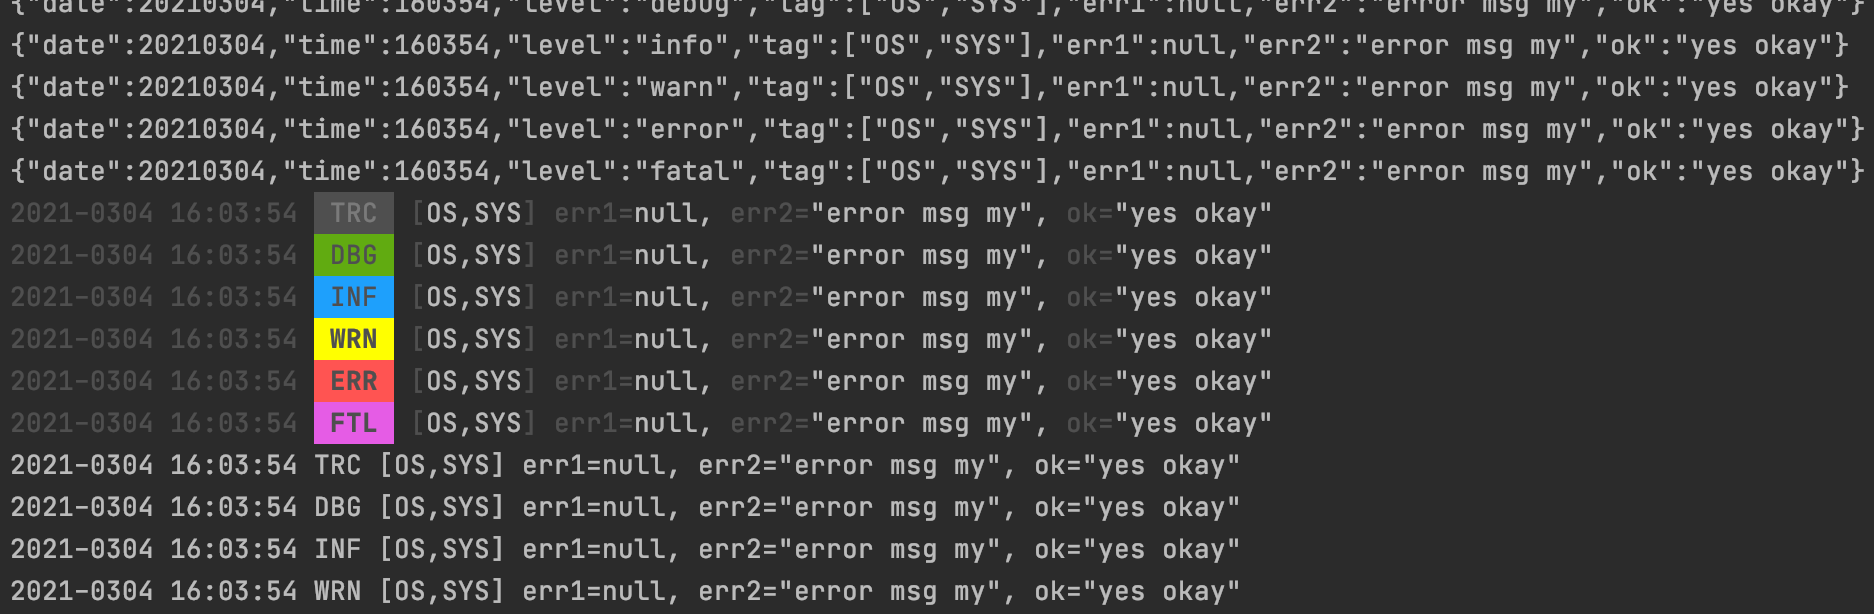 {"date":20210304,"time":160354,"level":"debug","tag":["OS","SYS"],"err1":null,"err2":"error msg my","ok":"yes okay"}
{"date":20210304,"time":160354,"level":"info","tag":["OS","SYS"],"err1":null,"err2":"error msg my","ok":"yes okay"}
{"date":20210304,"time":160354,"level":"warn","tag":["OS","SYS"],"err1":null,"err2":"error msg my","ok":"yes okay"}
{"date":20210304,"time":160354,"level":"error","tag":["OS","SYS"],"err1":null,"err2":"error msg my","ok":"yes okay"}
{"date":20210304,"time":160354,"level":"fatal","tag":["OS","SYS"],"err1":null,"err2":"error msg my","ok":"yes okay"}
2021-0304 16:03:54 TRC [OS,SYS] err1=null, err2="error msg my", ok="yes okay"
2021-0304 16:03:54 DBG [OS,SYS] err1=null, err2="error msg my", ok="yes okay"
2021-0304 16:03:54 INF [OS,SYS] err1=null, err2="error msg my", ok="yes okay"
2021-0304 16:03:54 WRN [OS,SYS] err1=null, err2="error msg my", ok="yes okay"
2021-0304 16:03:54 ERR [OS,SYS] err1=null, err2="error msg my", ok="yes okay"
2021-0304 16:03:54 FTL [OS,SYS] err1=null, err2="error msg my", ok="yes okay"
2021-0304 16:03:54 TRC [OS,SYS] err1=null, err2="error msg my", ok="yes okay"
2021-0304 16:03:54 DBG [OS,SYS] err1=null, err2="error msg my", ok="yes okay"
2021-0304 16:03:54 INF [OS,SYS] err1=null, err2="error msg my", ok="yes okay"
2021-0304 16:03:54 WRN [OS,SYS] err1=null, err2="error msg my", ok="yes okay"